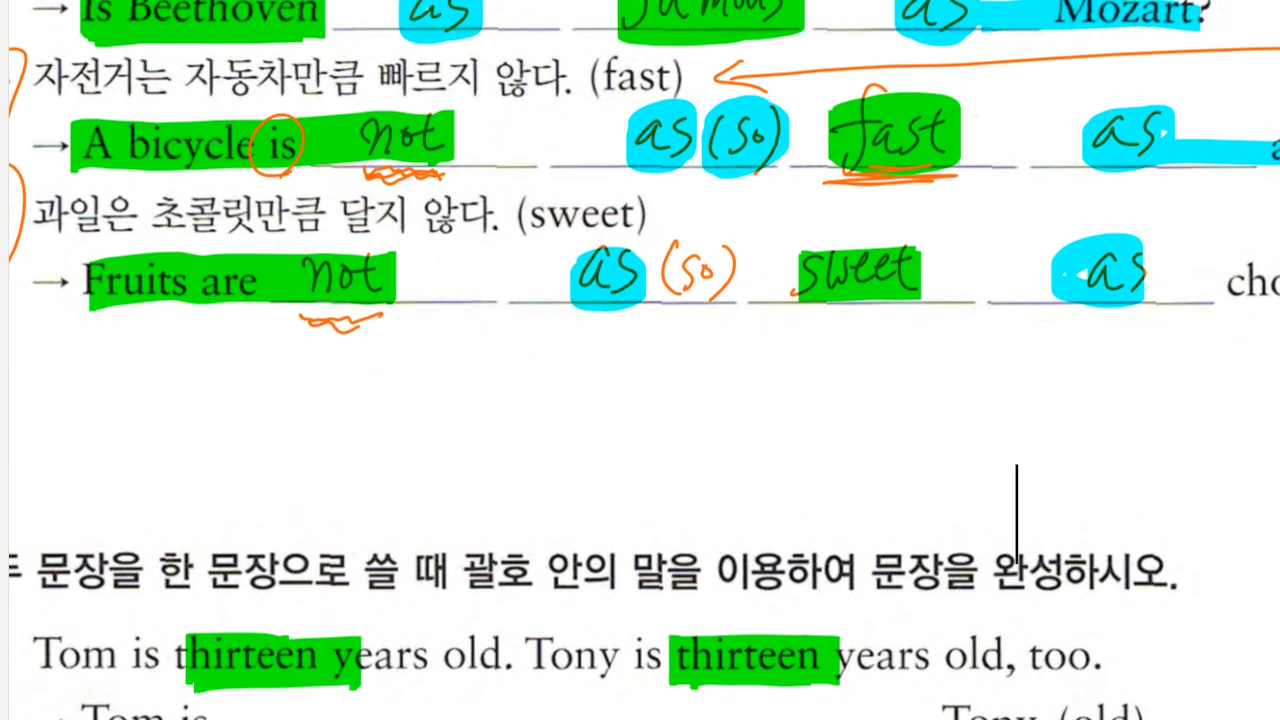 → Is Beethoven as famous as Mozart?
자전거는 자동차만큼 빠르지 않다. (fast)
→ A bicycle is not as (so) fast as a
과일은 초콜릿만큼 달지 않다. (sweet)
→ Fruits are not as (so) sweet as cho
두 문장을 한 문장으로 쓸 때 괄호 안의 말을 이용하여 문장을 완성하시오.
Tom is thirteen years old. Tony is thirteen years old, too.
→ Tom is Tony. (old)